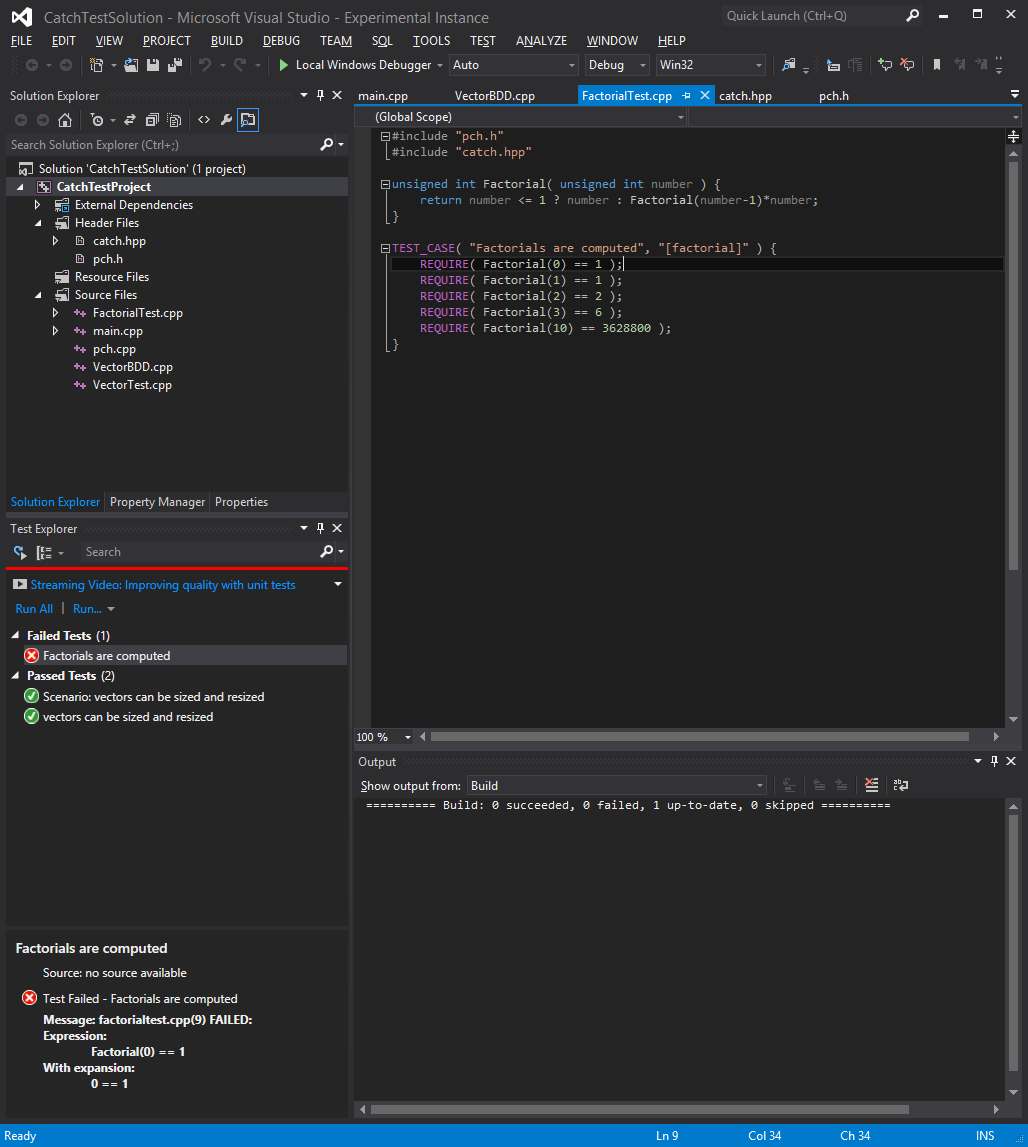 CatchTestSolution - Microsoft Visual Studio - Experimental Instance
Quick Launch (Ctrl+Q)
FILE EDIT VIEW PROJECT BUILD DEBUG TEAM SQL TOOLS TEST ANALYZE WINDOW HELP
Local Windows Debugger Auto Debug Win32
Solution Explorer
Search Solution Explorer (Ctrl+;)
Solution 'CatchTestSolution' (1 project)
CatchTestProject
External Dependencies
Header Files
catch.hpp
pch.h
Resource Files
Source Files
FactorialTest.cpp
main.cpp
pch.cpp
VectorBDD.cpp
VectorTest.cpp
Solution Explorer Property Manager Properties
Test Explorer
Search
Streaming Video: Improving quality with unit tests
Run All | Run...
Failed Tests (1)
Factorials are computed
Passed Tests (2)
Scenario: vectors can be sized and resized
vectors can be sized and resized
Factorials are computed
Source: no source available
Test Failed - Factorials are computed
Message: factorialtest.cpp(9) FAILED:
Expression:
Factorial(0) == 1
With expansion:
0 == 1
main.cpp VectorBDD.cpp FactorialTest.cpp catch.hpp pch.h
(Global Scope)
#include "pch.h"
#include "catch.hpp"
unsigned int Factorial( unsigned int number ) {
return number <= 1 ? number : Factorial(number-1)*number;
}
TEST_CASE( "Factorials are computed", "[factorial]" ) {
REQUIRE( Factorial(0) == 1 );
REQUIRE( Factorial(1) == 1 );
REQUIRE( Factorial(2) == 2 );
REQUIRE( Factorial(3) == 6 );
REQUIRE( Factorial(10) == 3628800 );
}
100 %
Output
Show output from: Build
========== Build: 0 succeeded, 0 failed, 1 up-to-date, 0 skipped ==========
Ready Ln 9 Col 34 Ch 34 INS